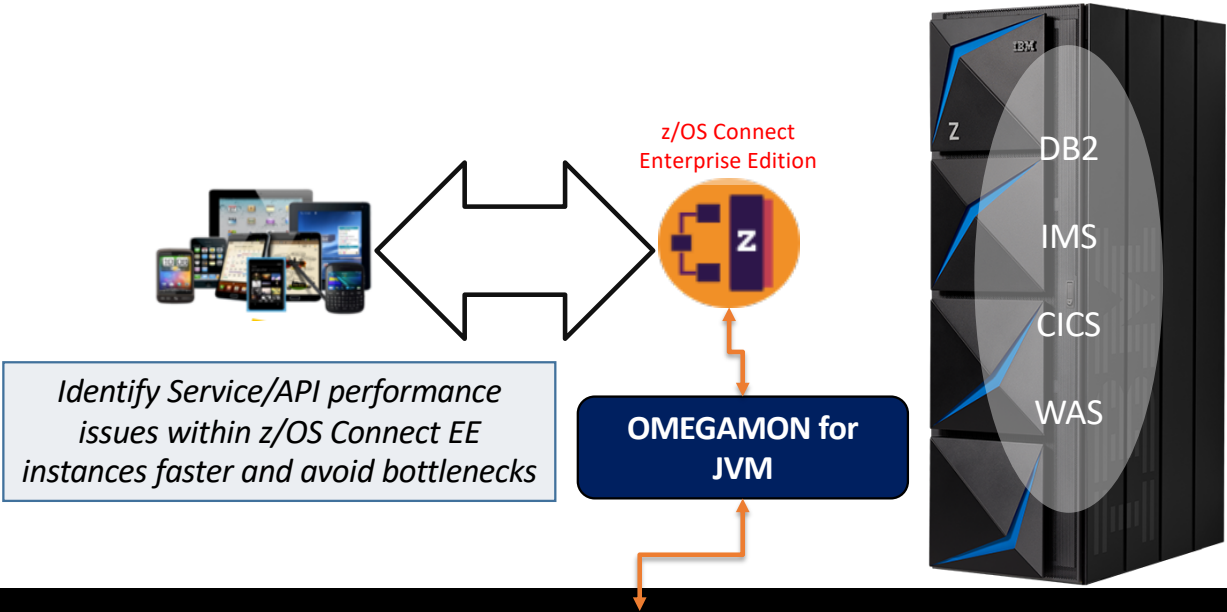 z/OS Connect
Enterprise Edition
Z
IBM
Z
DB2
IMS
CICS
WAS
Identify Service/API performance
issues within z/OS Connect EE
instances faster and avoid bottlenecks
OMEGAMON for
JVM